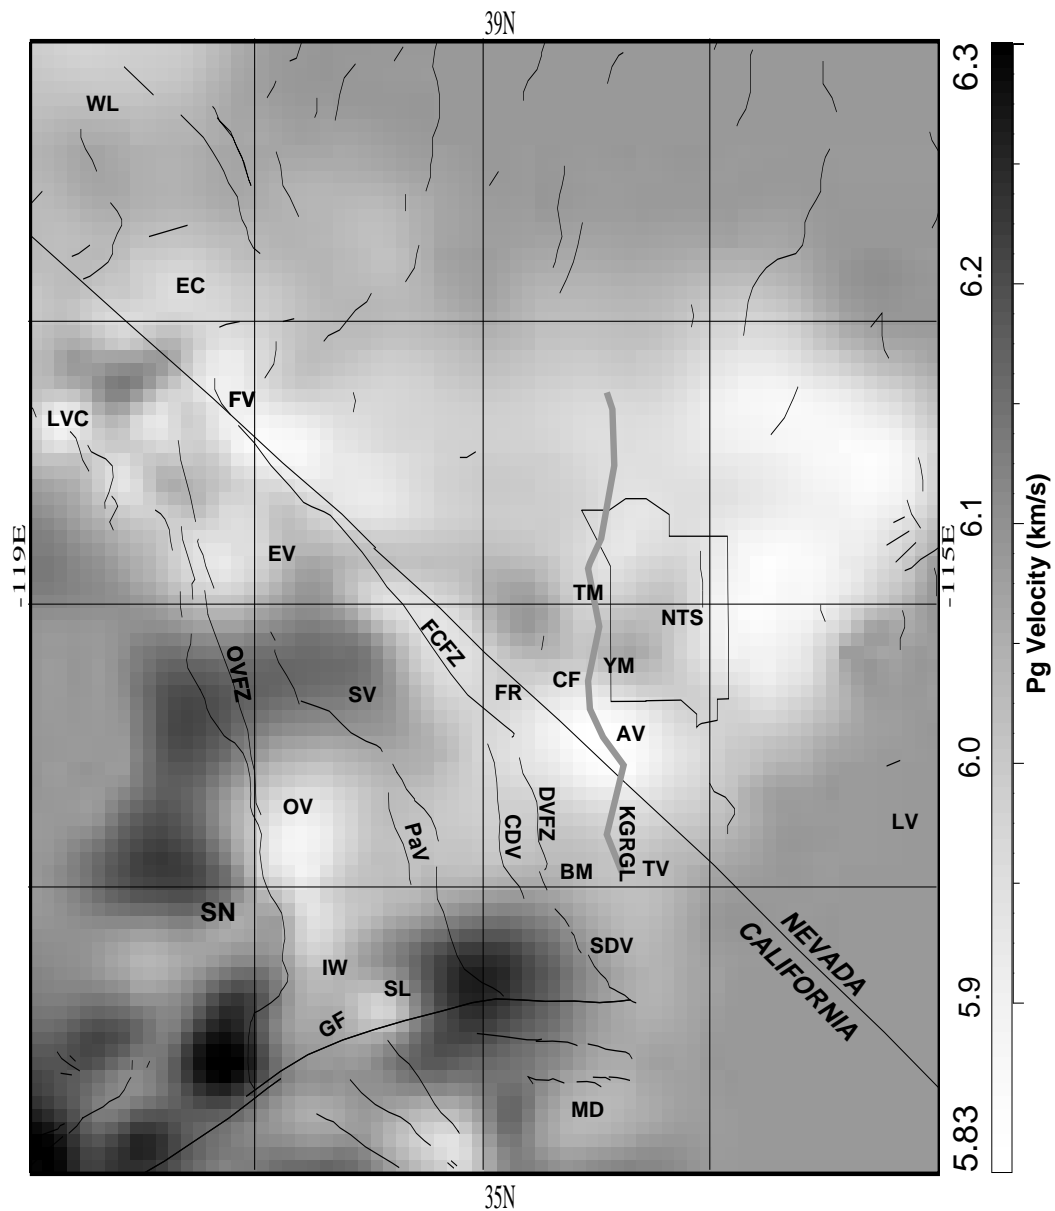 39N
6.3
WL
6.2
EC
FV
LVC
6.1
-119E
-115E
Pg Velocity (km/s)
EV
TM
NTS
FCFZ
OVFZ
YM
CF
SV
FR
AV
6.0
OV
DVFZ
KGRGL
CDV
PaV
LV
BM
TV
SN
NEVADA
CALIFORNIA
SDV
IW
SL
5.9
GF
MD
5.83
35N